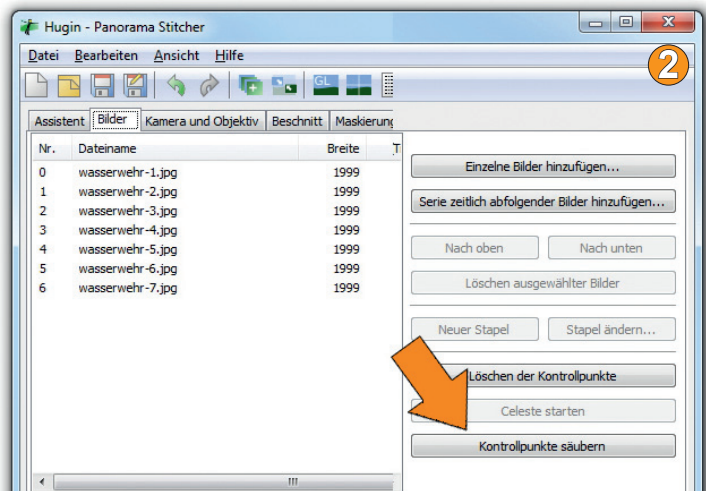 Hugin - Panorama Stitcher
Datei Bearbeiten Ansicht Hilfe
2
GL
Assistent Bilder Kamera und Objektiv Beschnitt Maskierung
Nr. Dateiname Breite T
0 wasserwehr-1.jpg 1999
1 wasserwehr-2.jpg 1999
2 wasserwehr-3.jpg 1999
3 wasserwehr-4.jpg 1999
4 wasserwehr-5.jpg 1999
5 wasserwehr-6.jpg 1999
6 wasserwehr-7.jpg 1999
Einzelne Bilder hinzufügen...
Serie zeitlich abfolgender Bilder hinzufügen...
Nach oben Nach unten
Löschen ausgewählter Bilder
Neuer Stapel Stapel ändern...
Löschen der Kontrollpunkte
Celeste starten
Kontrollpunkte säubern